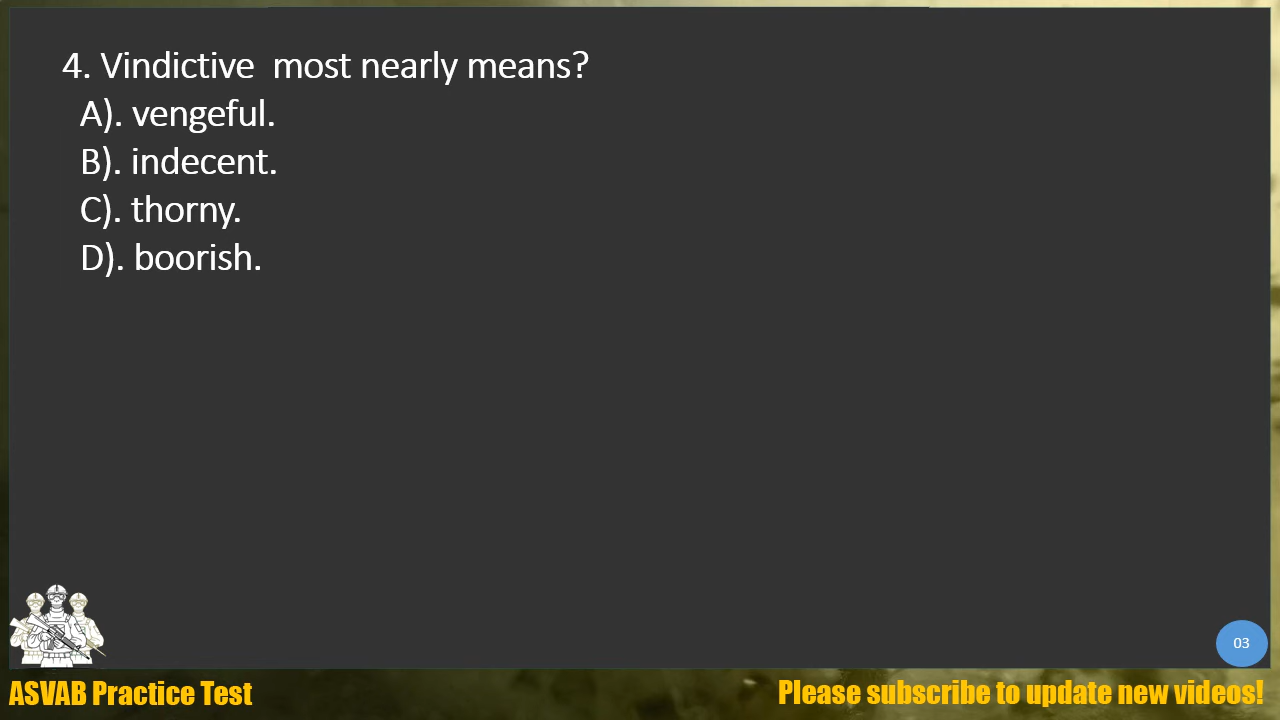 4. Vindictive  most nearly means?
A). vengeful.
B). indecent.
C). thorny.
D). boorish.
03
ASVAB Practice Test
Please subscribe to update new videos!